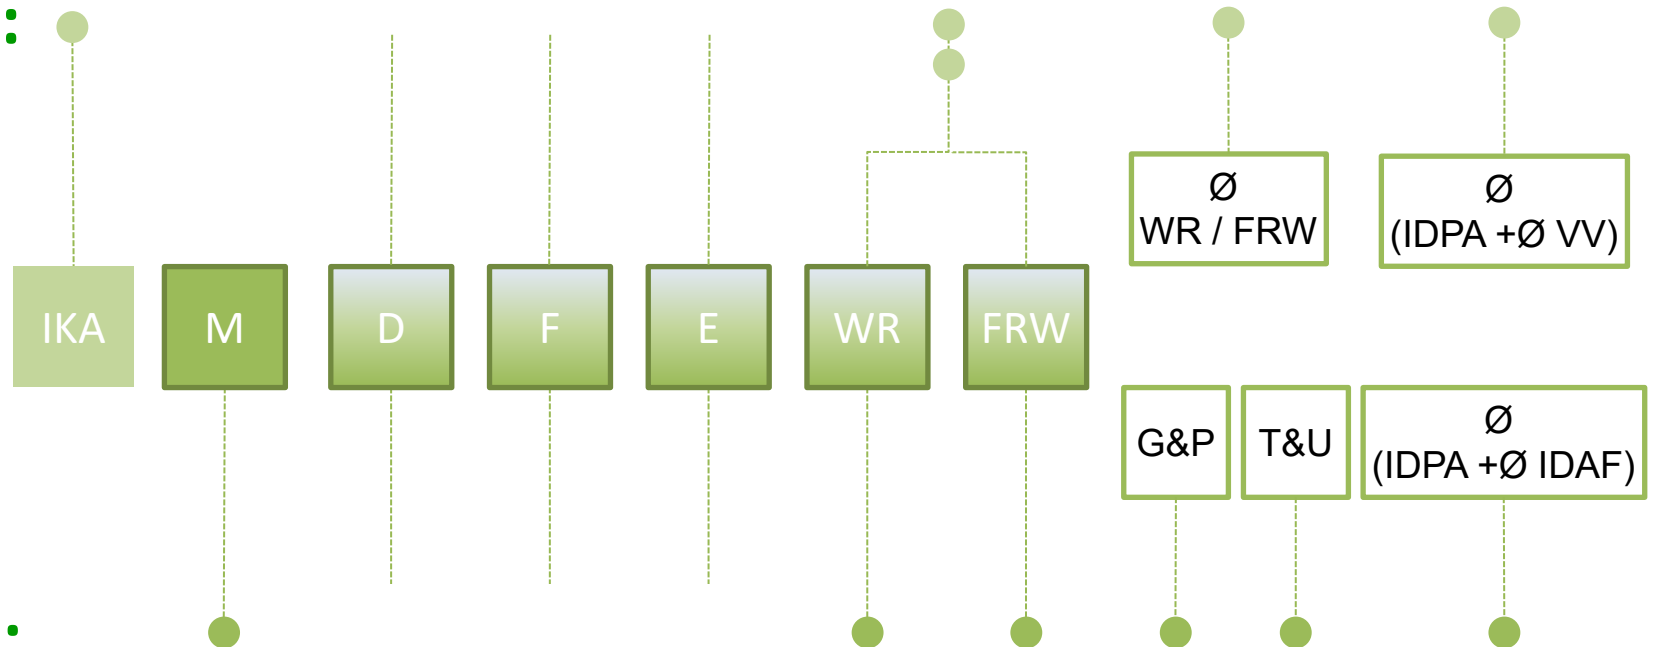 Ø
WR / FRW
Ø
(IDPA +Ø VV)
IKA
M
D
F
E
WR
FRW
G&P
T&U
Ø
(IDPA +Ø IDAF)